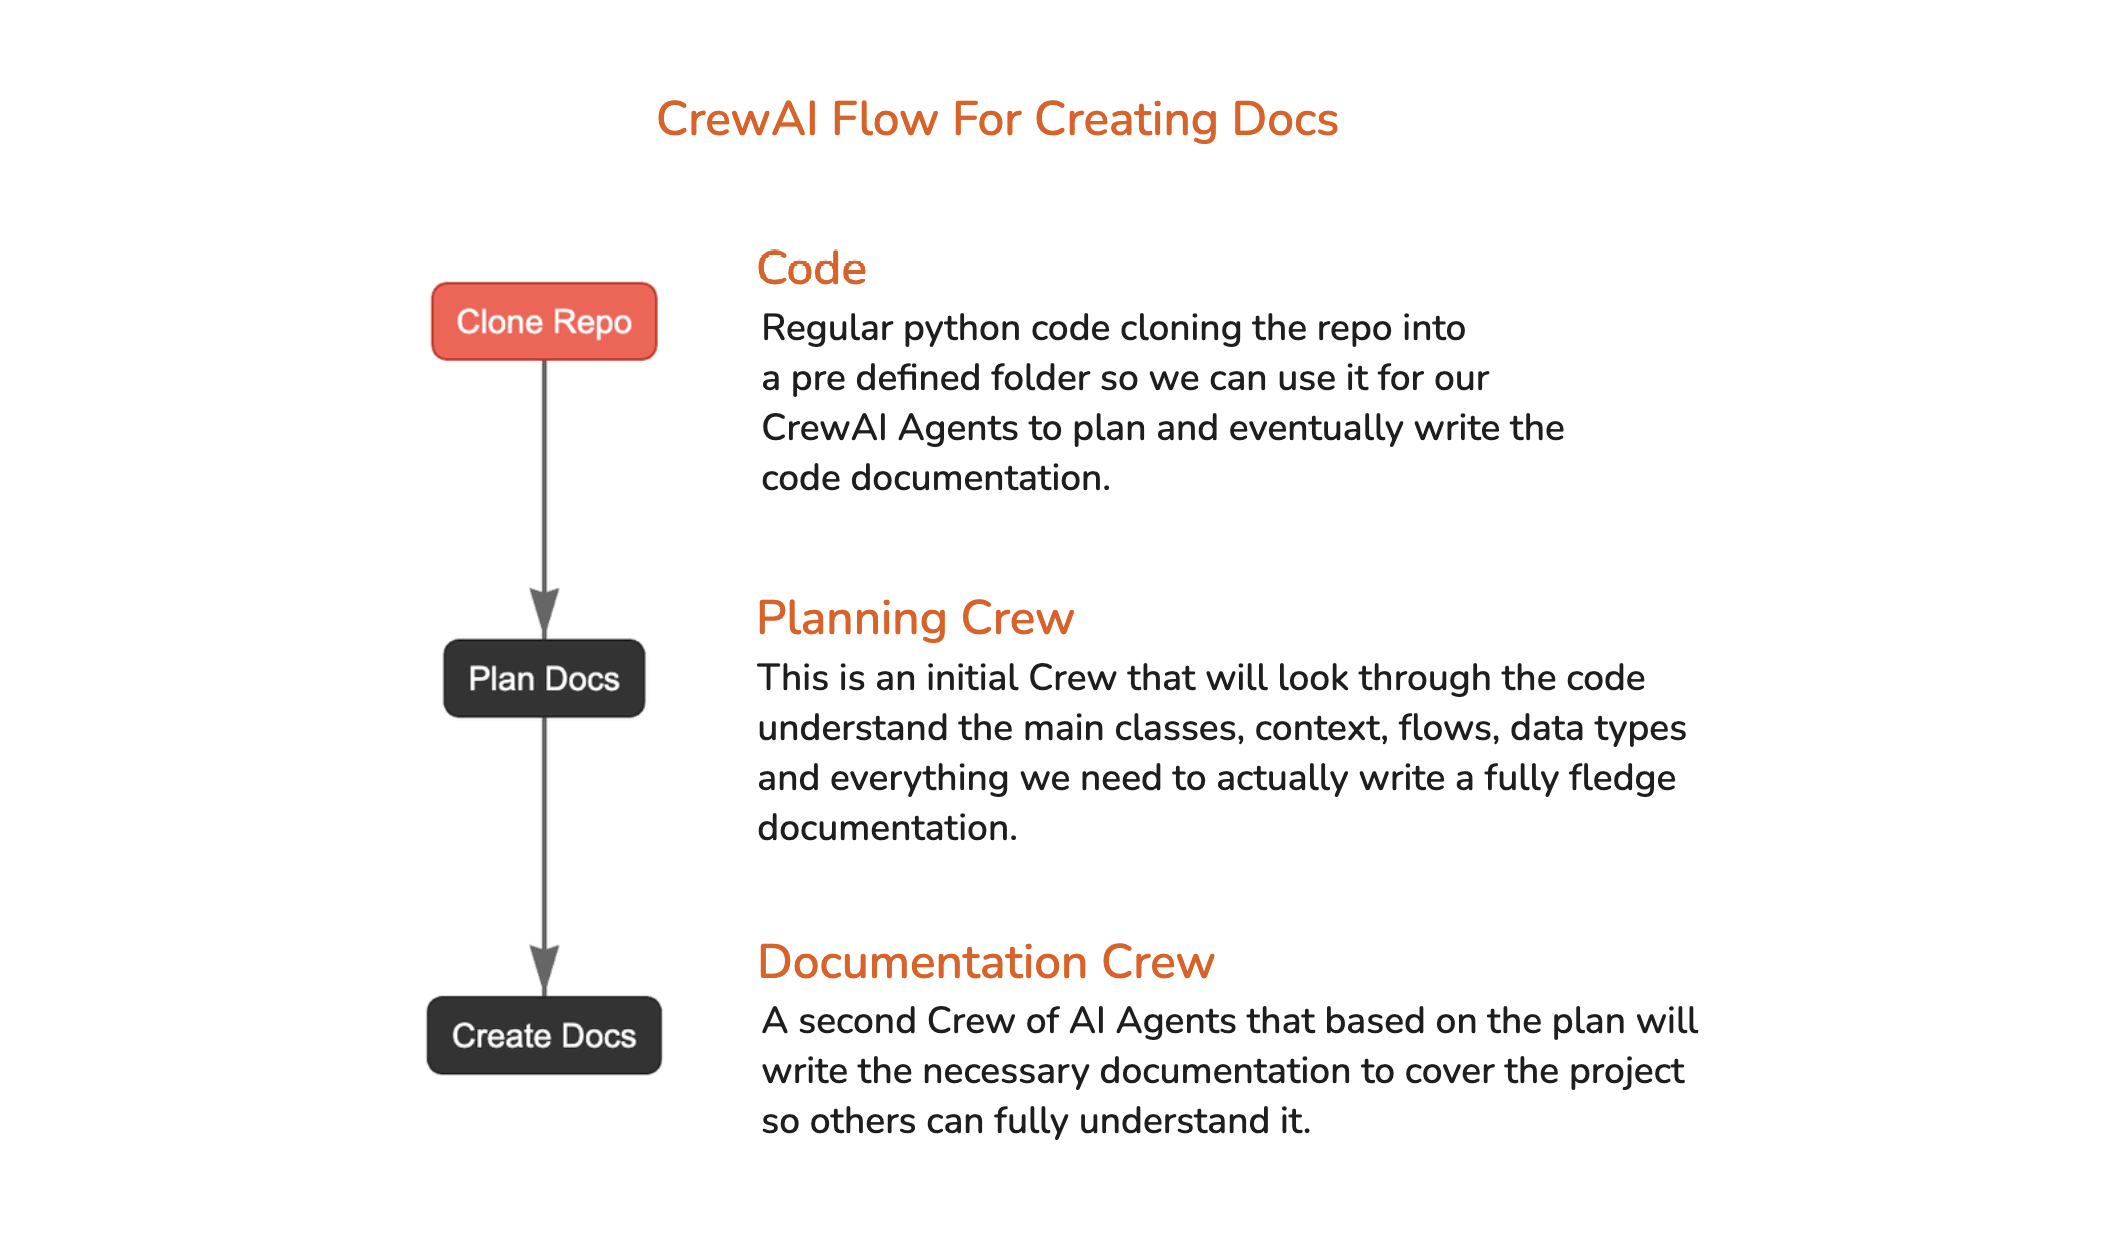 CrewAI Flow For Creating Docs
Clone Repo
Code
Regular python code cloning the repo into
a pre defined folder so we can use it for our
CrewAI Agents to plan and eventually write the
code documentation.
Plan Docs
Planning Crew
This is an initial Crew that will look through the code
understand the main classes, context, flows, data types
and everything we need to actually write a fully fledge
documentation.
Create Docs
Documentation Crew
A second Crew of AI Agents that based on the plan will
write the necessary documentation to cover the project
so others can fully understand it.